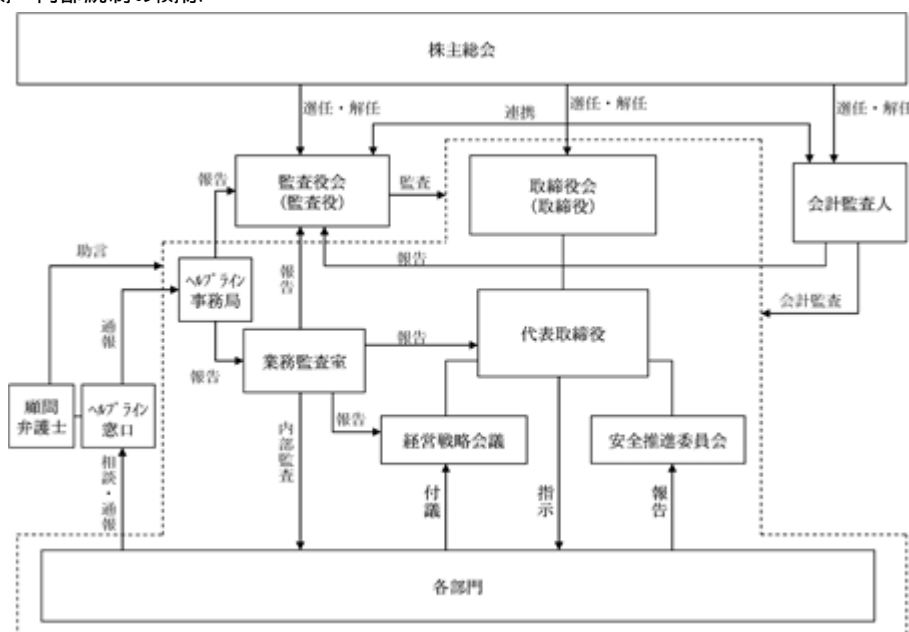 株主総会
選任・解任
選任・解任
選任・解任
連携
報告
監査役会
(監査役)
監査
取締役会
(取締役)
会計監査人
助言
報告
報告
ﾍﾙﾌﾟﾗｲﾝ
事務局
会計監査
通報
報告
業務監査室
報告
代表取締役
顧問
弁護士
ﾍﾙﾌﾟﾗｲﾝ
窓口
内部監査
報告
経営戦略会議
安全推進委員会
相談・通報
付議
指示
報告
各部門